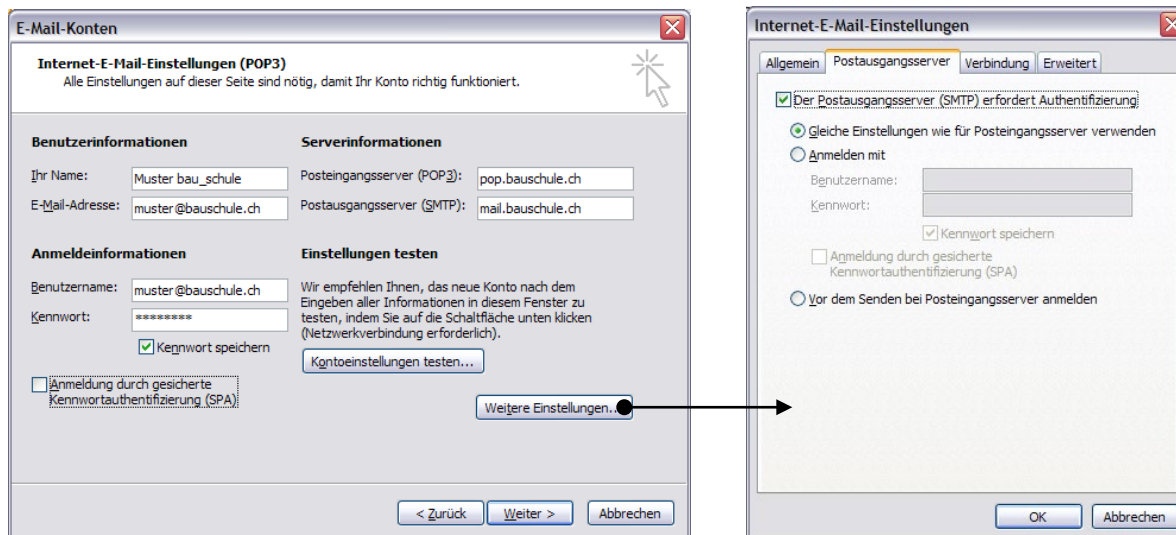 E-Mail-Konten
Internet-E-Mail-Einstellungen (POP3)
Alle Einstellungen auf dieser Seite sind nötig, damit Ihr Konto richtig funktioniert.
Benutzerinformationen
Ihr Name: Muster bau_schule
E-Mail-Adresse: muster@bauschule.ch
Serverinformationen
Posteingangsserver (POP3): pop.bauschule.ch
Postausgangsserver (SMTP): mail.bauschule.ch
Anmeldeinformationen
Benutzername: muster@bauschule.ch
Kennwort: ********
Kennwort speichern
Anmeldung durch gesicherte
Kennwortauthentifizierung (SPA)
Einstellungen testen
Wir empfehlen Ihnen, das neue Konto nach dem
Eingeben aller Informationen in diesem Fenster zu
testen, indem Sie auf die Schaltfläche unten klicken
(Netzwerkverbindung erforderlich).
Kontoeinstellungen testen...
Weitere Einstellungen...
< Zurück Weiter > Abbrechen
Internet-E-Mail-Einstellungen
Allgemein Postausgangsserver Verbindung Erweitert
Der Postausgangsserver (SMTP) erfordert Authentifizierung
Gleiche Einstellungen wie für Posteingangsserver verwenden
Anmelden mit
Benutzername:
Kennwort:
Kennwort speichern
Anmeldung durch gesicherte
Kennwortauthentifizierung (SPA)
Vor dem Senden bei Posteingangsserver anmelden
OK Abbrechen